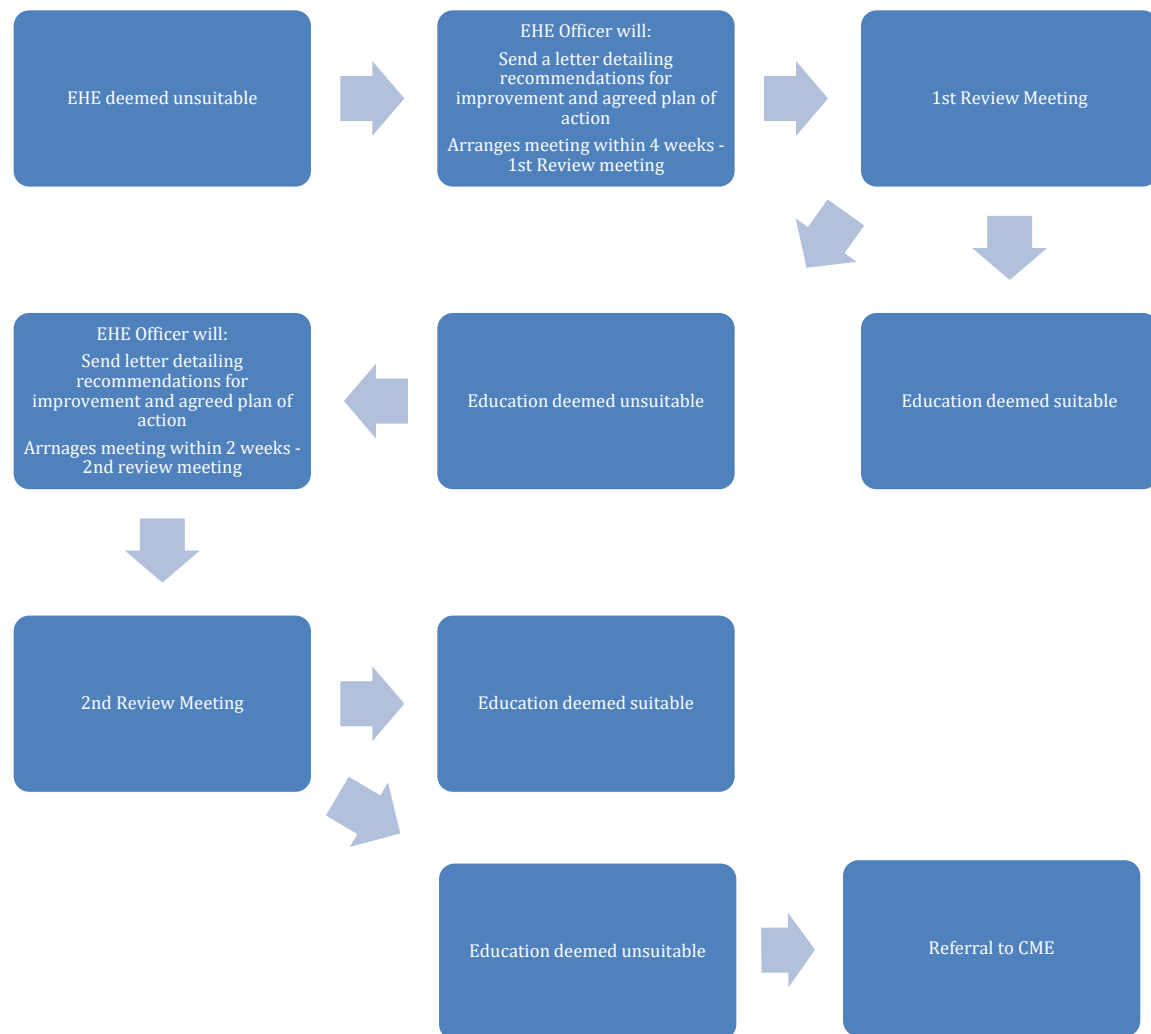 EHE deemed unsuitable
EHE Officer will:
Send a letter detailing
recommendations for
improvement and agreed plan of
action
Arranges meeting within 4 weeks -
1st Review meeting
1st Review Meeting
EHE Officer will:
Send letter detailing
recommendations for
improvement and agreed plan of
action
Arrnages meeting within 2 weeks -
2nd review meeting
Education deemed unsuitable
Education deemed suitable
2nd Review Meeting
Education deemed suitable
Education deemed unsuitable
Referral to CME